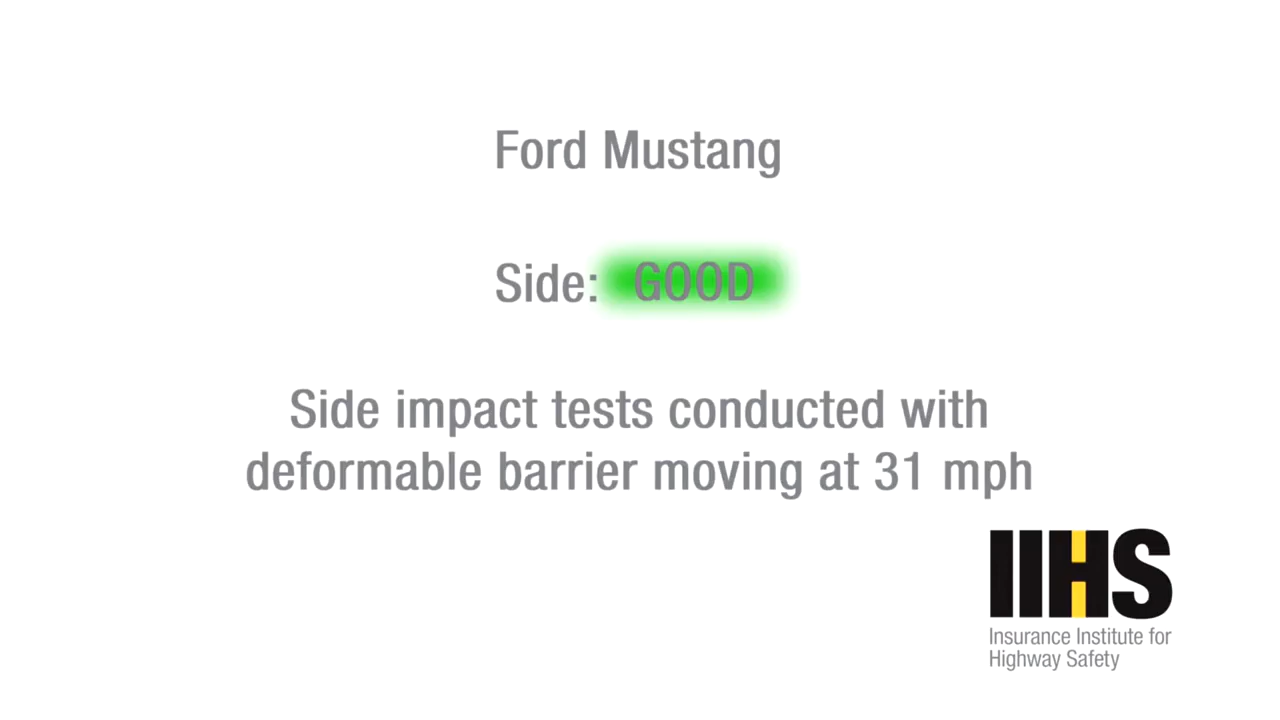 Ford Mustang
Side: GOOD
Side impact tests conducted with
deformable barrier moving at 31 mph
IIHS
Insurance Institute for
Highway Safety